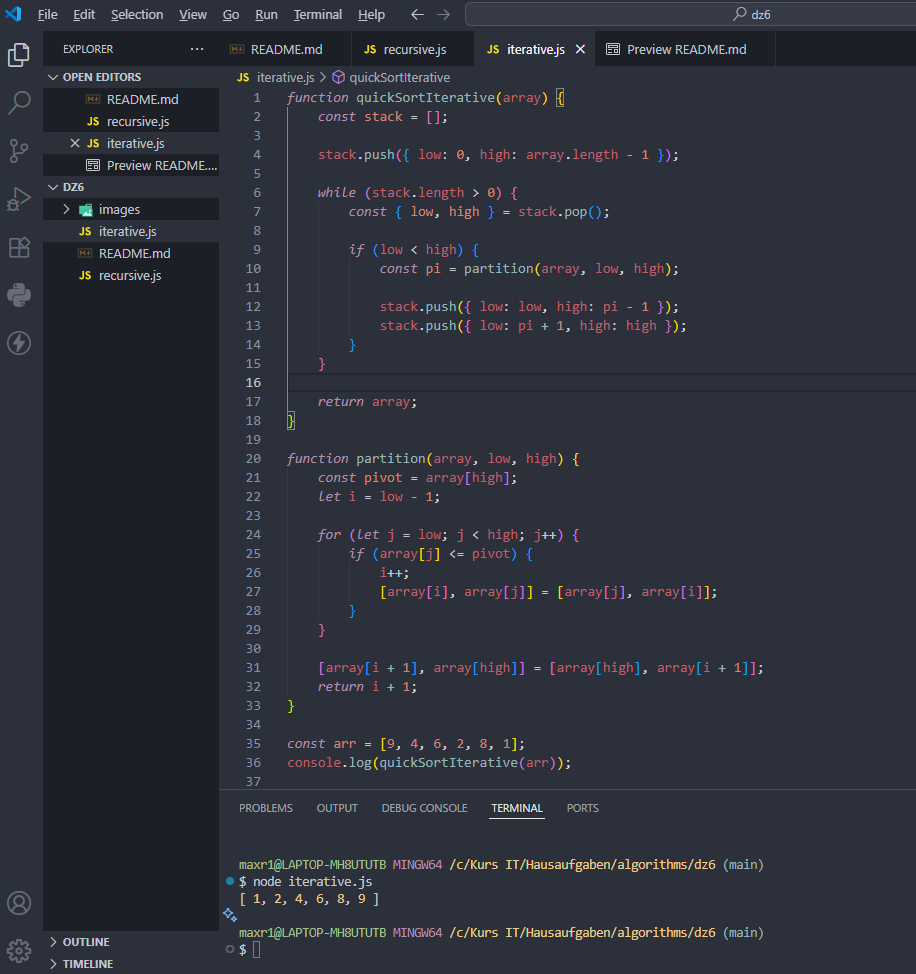 File Edit Selection View Go Run Terminal Help ← → dz6
EXPLORER ···
README.md recursive.js iterative.js × Preview README.md
OPEN EDITORS
README.md
JS recursive.js
× JS iterative.js
Preview README....
DZ6
images
JS iterative.js
README.md
JS recursive.js
OUTLINE
TIMELINE
JS iterative.js > quickSortIterative
1 function quickSortIterative(array) {
2     const stack = [];
3
4     stack.push({ low: 0, high: array.length - 1 });
5
6     while (stack.length > 0) {
7         const { low, high } = stack.pop();
8
9         if (low < high) {
10             const pi = partition(array, low, high);
11
12             stack.push({ low: low, high: pi - 1 });
13             stack.push({ low: pi + 1, high: high });
14         }
15     }
16
17     return array;
18 }
19
20 function partition(array, low, high) {
21     const pivot = array[high];
22     let i = low - 1;
23
24     for (let j = low; j < high; j++) {
25         if (array[j] <= pivot) {
26             i++;
27             [array[i], array[j]] = [array[j], array[i]];
28         }
29     }
30
31     [array[i + 1], array[high]] = [array[high], array[i + 1]];
32     return i + 1;
33 }
34
35 const arr = [9, 4, 6, 2, 8, 1];
36 console.log(quickSortIterative(arr));
37
PROBLEMS OUTPUT DEBUG CONSOLE TERMINAL PORTS
maxr1@LAPTOP-MH8UTUTB MINGW64 /c/Kurs IT/Hausaufgaben/algorithms/dz6 (main)
$ node iterative.js
[ 1, 2, 4, 6, 8, 9 ]
maxr1@LAPTOP-MH8UTUTB MINGW64 /c/Kurs IT/Hausaufgaben/algorithms/dz6 (main)
$